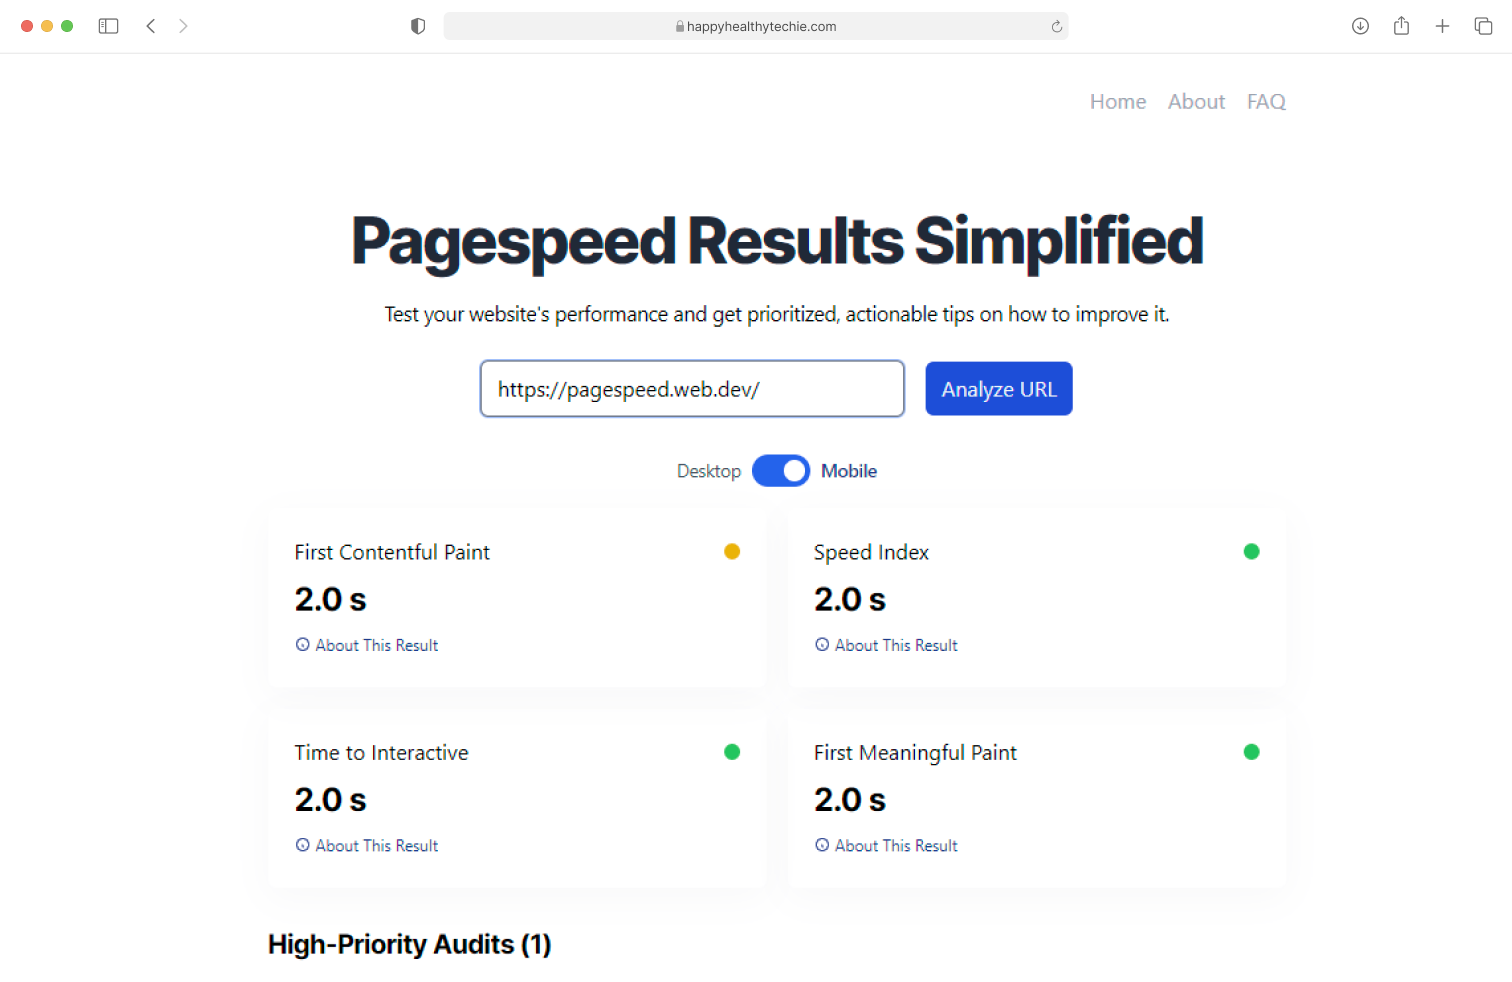 happyhealthytechie.com
Home About FAQ
Pagespeed Results Simplified
Test your website's performance and get prioritized, actionable tips on how to improve it.
https://pagespeed.web.dev/ Analyze URL
Desktop Mobile
First Contentful Paint
2.0 s
About This Result
Speed Index
2.0 s
About This Result
Time to Interactive
2.0 s
About This Result
First Meaningful Paint
2.0 s
About This Result
High-Priority Audits (1)